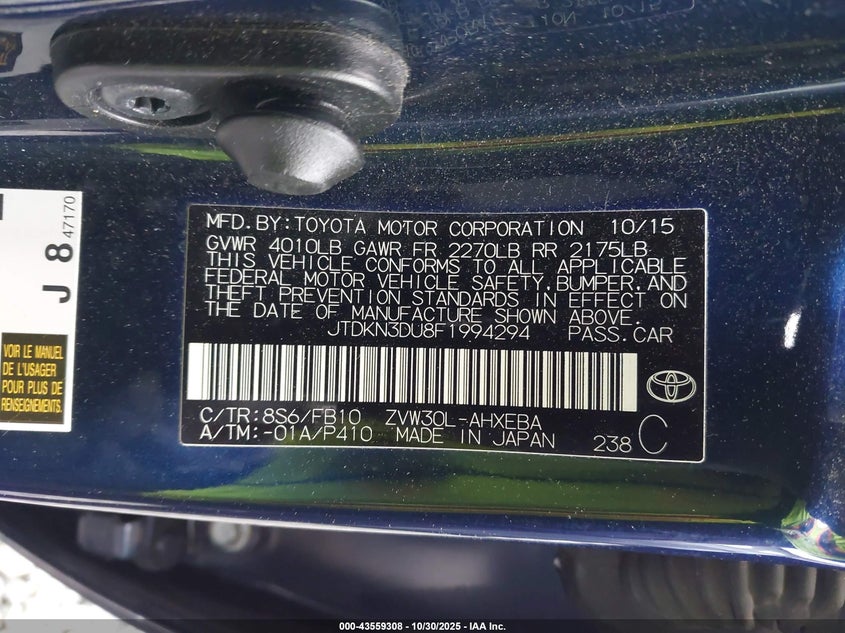 MFD.BY:TOYOTA MOTOR CORPORATION 10/15
GVWR 4010LB GAWR FR 2270LB RR 2175LB
THIS VEHICLE CONFORMS TO ALL APPLICABLE
FEDERAL MOTOR VEHICLE SAFETY,BUMPER,AND
THEFT PREVENTION STANDARDS IN EFFECT ON
THE DATE OF MANUFACTURE SHOWN ABOVE.
JTDKN3DU8F1994294 PASS.CAR
C/TR:8S6/FB10 ZVW30L-AHXEBA
A/TM:-01A/P410 MADE IN JAPAN 238 C
J 8 47170
VOIR LE MANUEL
DE L'USAGER
POUR PLUS DE
RENSEIGNEMENTS
000-43559308 - 10/30/2025 - IAA Inc.